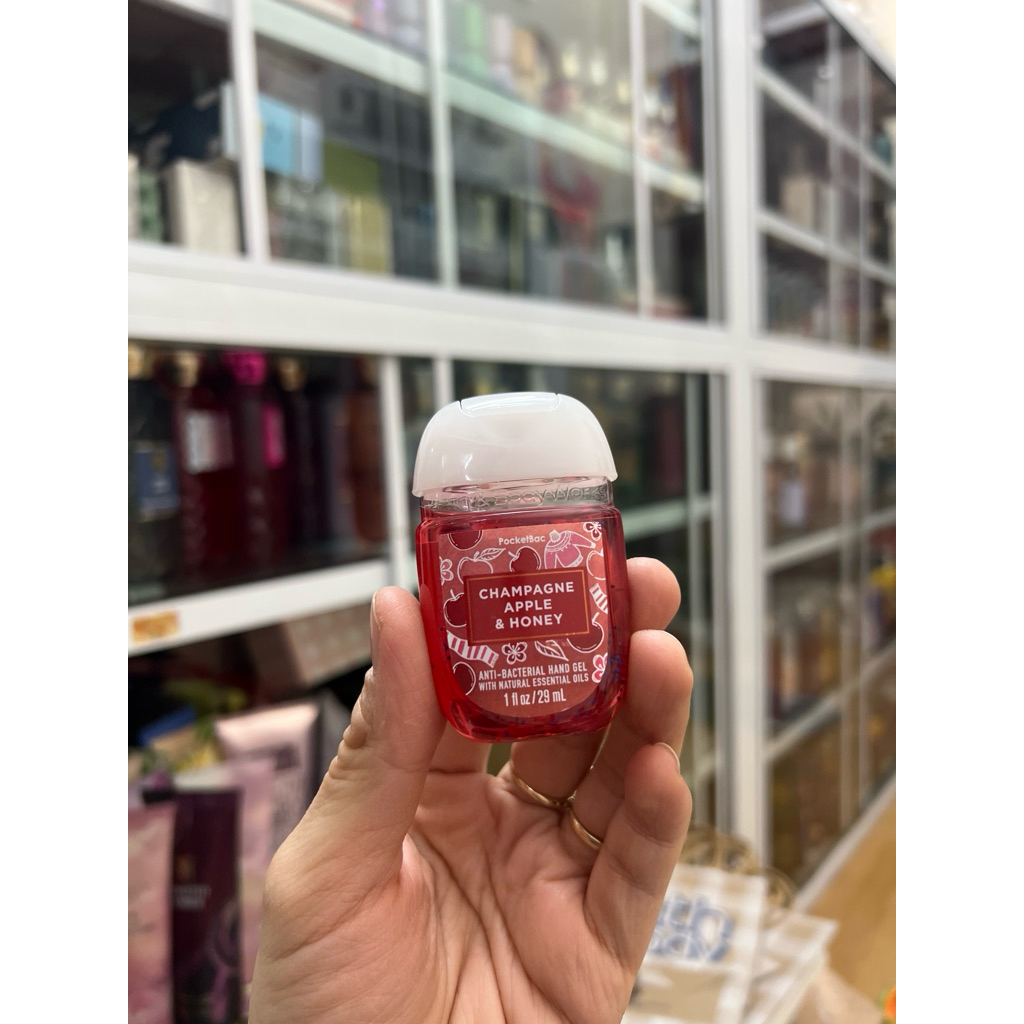 PocketBac
CHAMPAGNE
APPLE
& HONEY
ANTI-BACTERIAL HAND GEL
WITH NATURAL ESSENTIAL OILS
1 fl oz / 29 mL